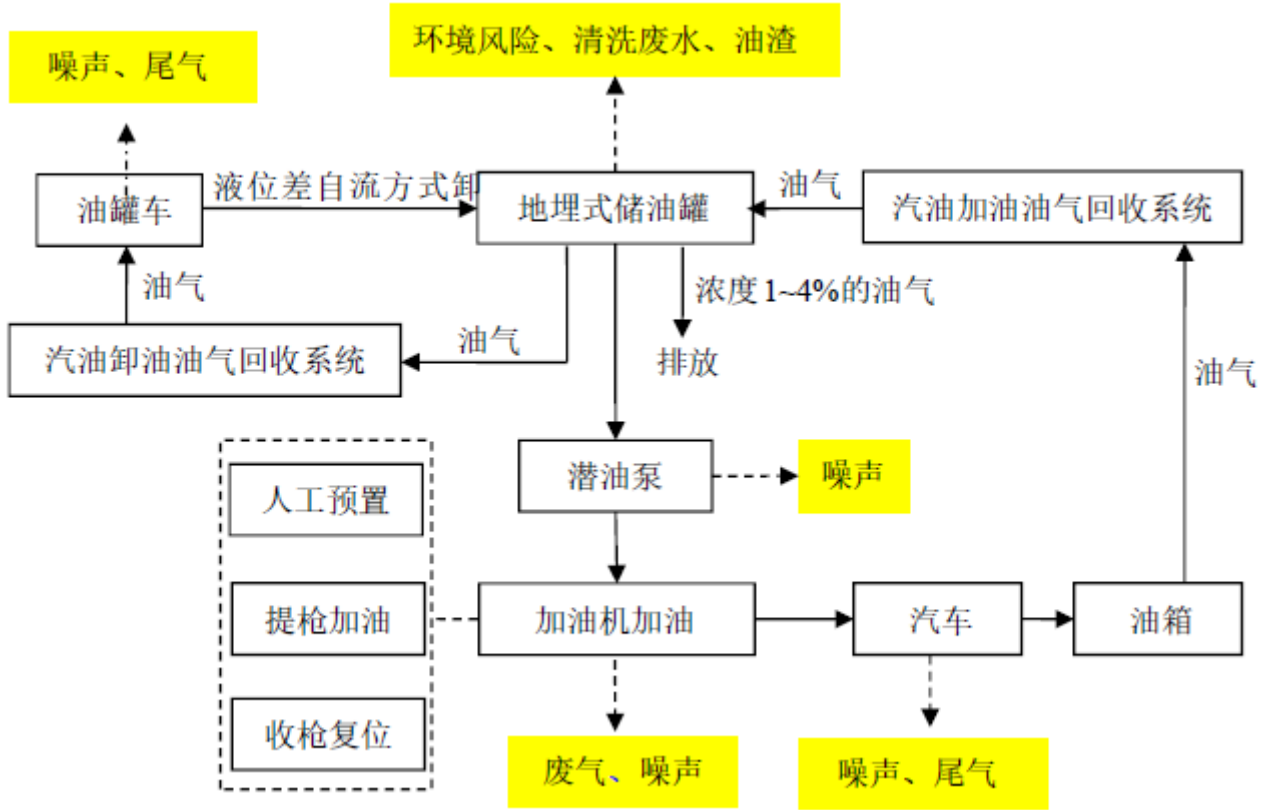 环境风险、清洗废水、油渣
噪声、尾气
油罐车
液位差自流方式卸
地埋式储油罐
油气
汽油加油油气回收系统
油气
浓度1~4%的油气
汽油卸油油气回收系统
油气
排放
油气
人工预置
潜油泵
噪声
提枪加油
加油机加油
汽车
油箱
收枪复位
废气、噪声
噪声、尾气